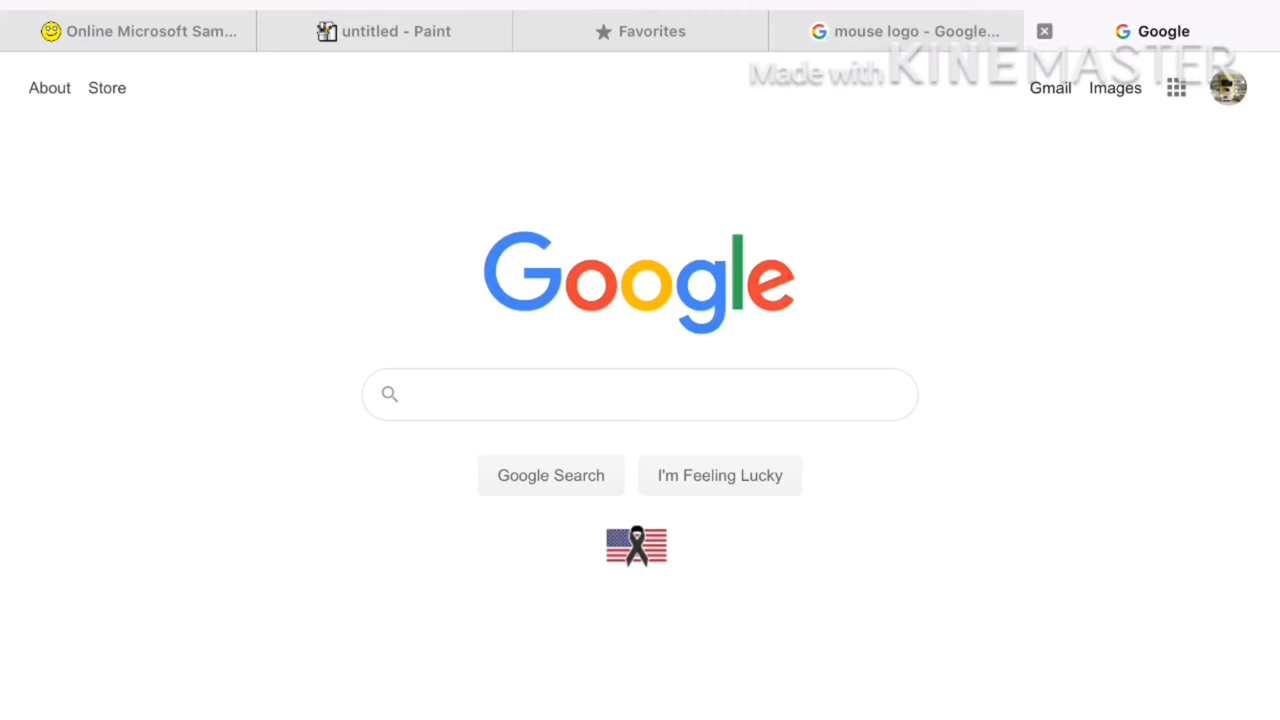 Online Microsoft Sam...
untitled - Paint
Favorites
mouse logo - Google...
Google
Made with KINEMASTER
About Store
Gmail Images
Google
Google Search
I'm Feeling Lucky